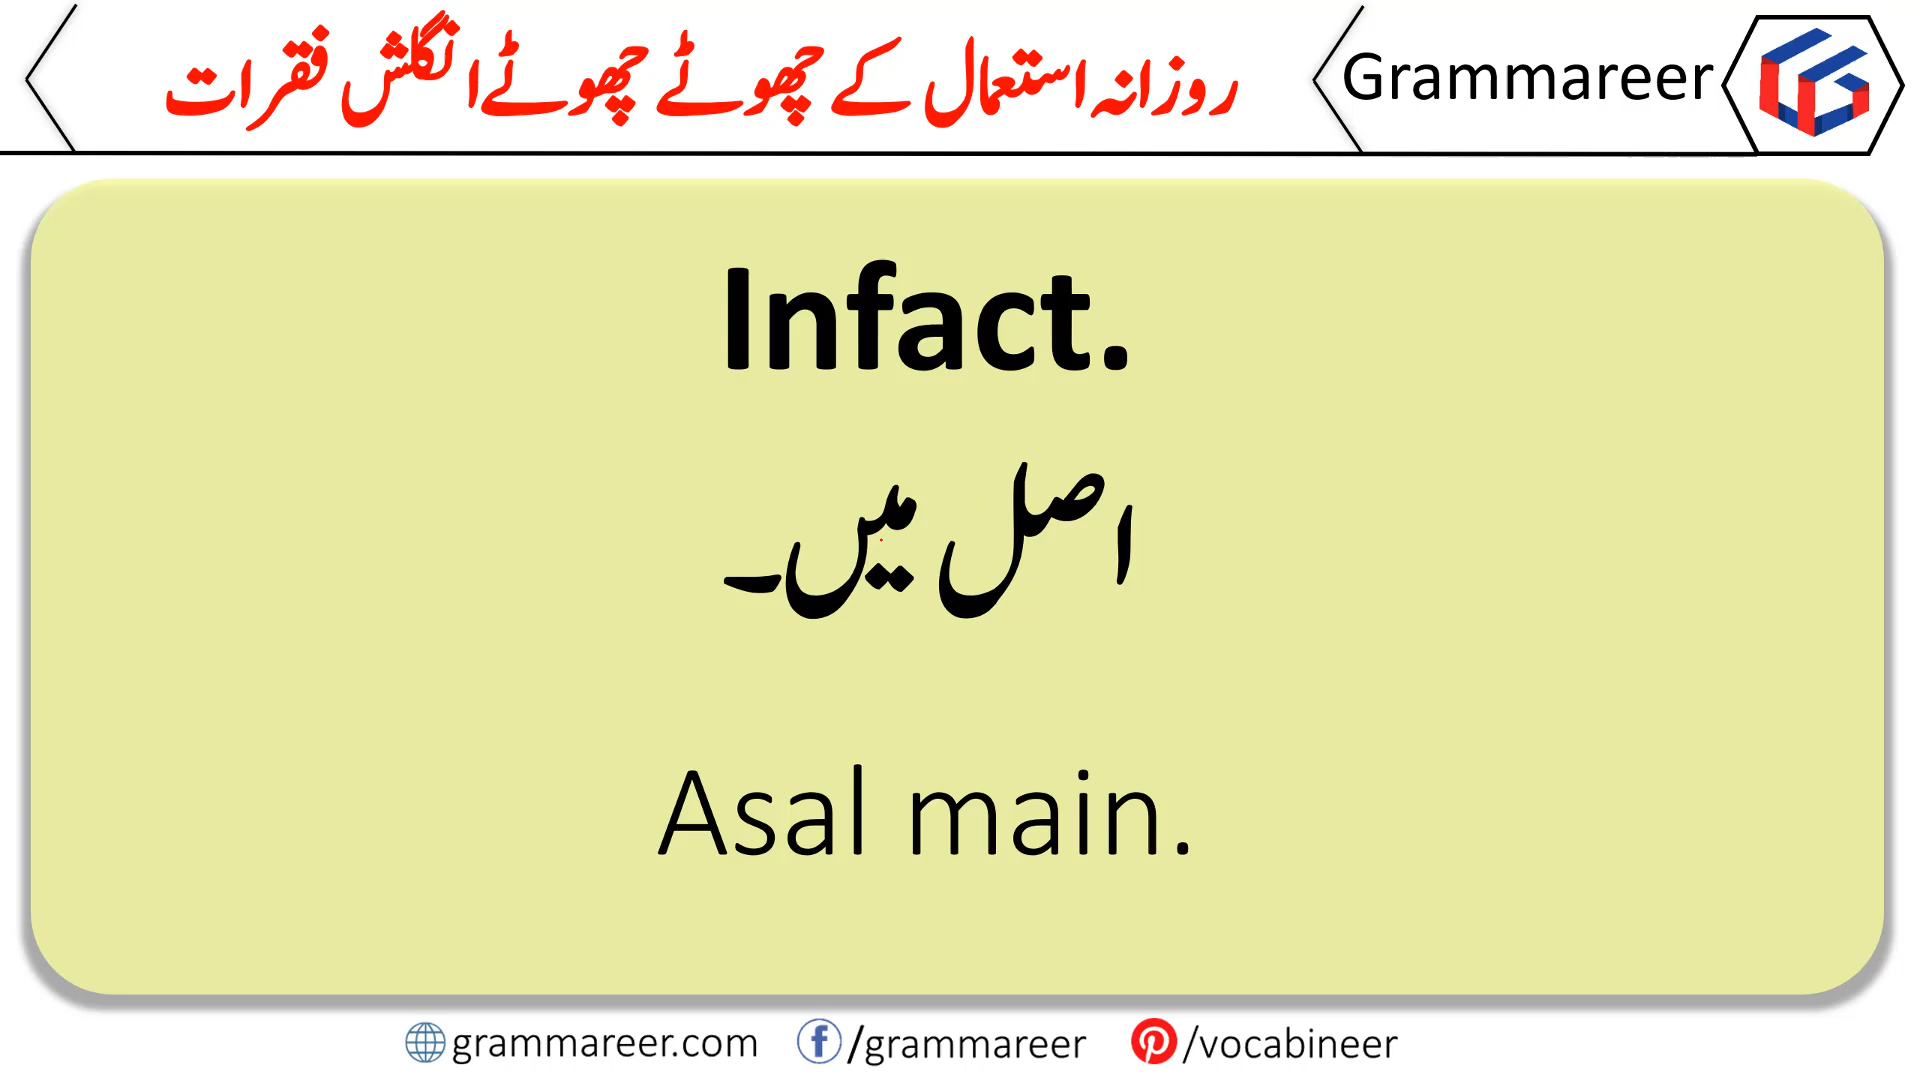 روزانہ استعمال کے چھوٹے چھوٹے انگلش فقرات
Grammareer
Infact.
اصل میں۔
Asal main.
grammareer.com /grammareer /vocabineer